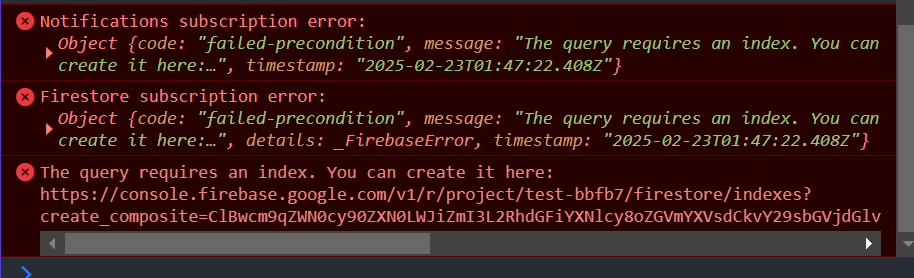 Notifications subscription error:
Object {code: "failed-precondition", message: "The query requires an index. You can
create it here:…", timestamp: "2025-02-23T01:47:22.408Z"}
Firestore subscription error:
Object {code: "failed-precondition", message: "The query requires an index. You can
create it here:…", details: _FirebaseError, timestamp: "2025-02-23T01:47:22.408Z"}
The query requires an index. You can create it here:
https://console.firebase.google.com/v1/r/project/test-bbfb7/firestore/indexes?
create_composite=ClBwcm9qZWN0cy90ZXN0LWJiZmI3L2RhdGFiYXNlcy8oZGVmYXVsdCkvY29sbGVjdGlv